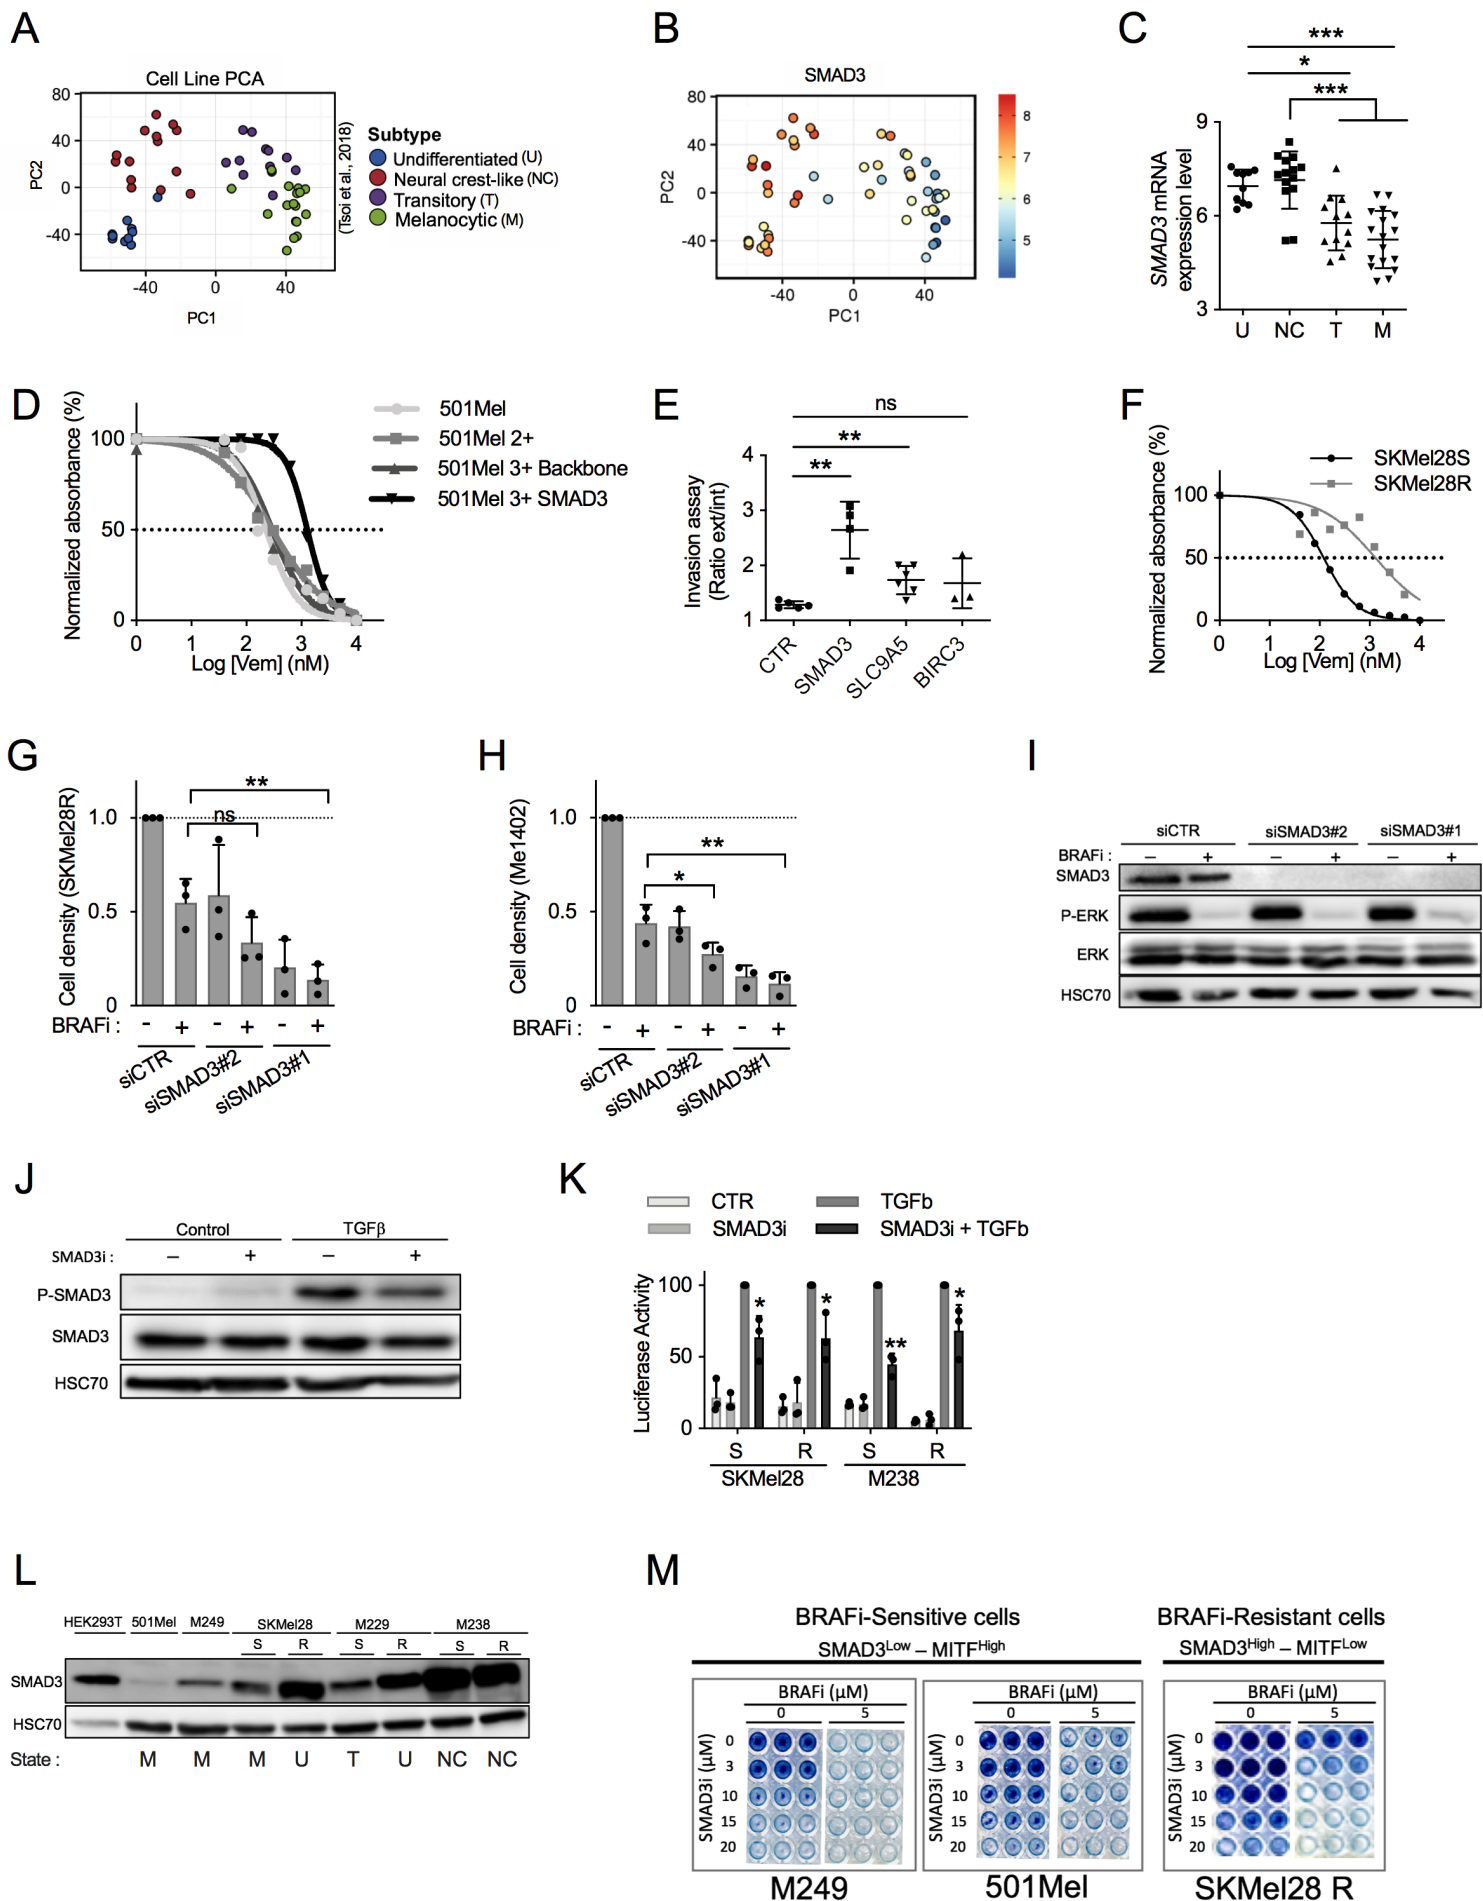 A
Cell Line PCA
80
40
0
-40
PC2
-40 0 40
PC1
(Tsoi et al., 2018)
Subtype
Undifferentiated (U)
Neural crest-like (NC)
Transitory (T)
Melanocytic (M)
B
SMAD3
80
40
0
-40
PC2
-40 0 40
PC1
8
7
6
5
C
***
*
***
9
6
3
SMAD3 mRNA
expression level
U NC T M
D
Normalized absorbance (%)
100
50
0
0 1 2 3 4
Log [Vem] (nM)
501Mel
501Mel 2+
501Mel 3+ Backbone
501Mel 3+ SMAD3
E
ns
**
**
4
3
2
1
Invasion assay
(Ratio ext/int)
CTR
SMAD3
SLC9A5
BIRC3
F
Normalized absorbance (%)
100
50
0
0 1 2 3 4
Log [Vem] (nM)
SKMel28S
SKMel28R
G
Cell density (SKMel28R)
**
ns
1.0
0.5
0
BRAFi : - + - + - +
siCTR
siSMAD3#2
siSMAD3#1
H
Cell density (Me1402)
**
*
1.0
0.5
0
BRAFi : - + - + - +
siCTR
siSMAD3#2
siSMAD3#1
I
siCTR siSMAD3#2 siSMAD3#1
BRAFi : – + – + – +
SMAD3
P-ERK
ERK
HSC70
J
Control TGFβ
SMAD3i : – + – +
P-SMAD3
SMAD3
HSC70
K
CTR TGFb
SMAD3i SMAD3i + TGFb
Luciferase Activity
100
50
0
* * ** *
S R S R
SKMel28 M238
L
HEK293T 501Mel M249 SKMel28 M229 M238
S R S R S R
SMAD3
HSC70
State : M M M U T U NC NC
M
BRAFi-Sensitive cells
SMAD3Low – MITFHigh
BRAFi-Resistant cells
SMAD3High – MITFLow
BRAFi (µM)
0 5
SMAD3i (µM)
0
3
10
15
20
M249
BRAFi (µM)
0 5
SMAD3i (µM)
0
3
10
15
20
501Mel
BRAFi (µM)
0 5
SMAD3i (µM)
0
3
10
15
20
SKMel28 R